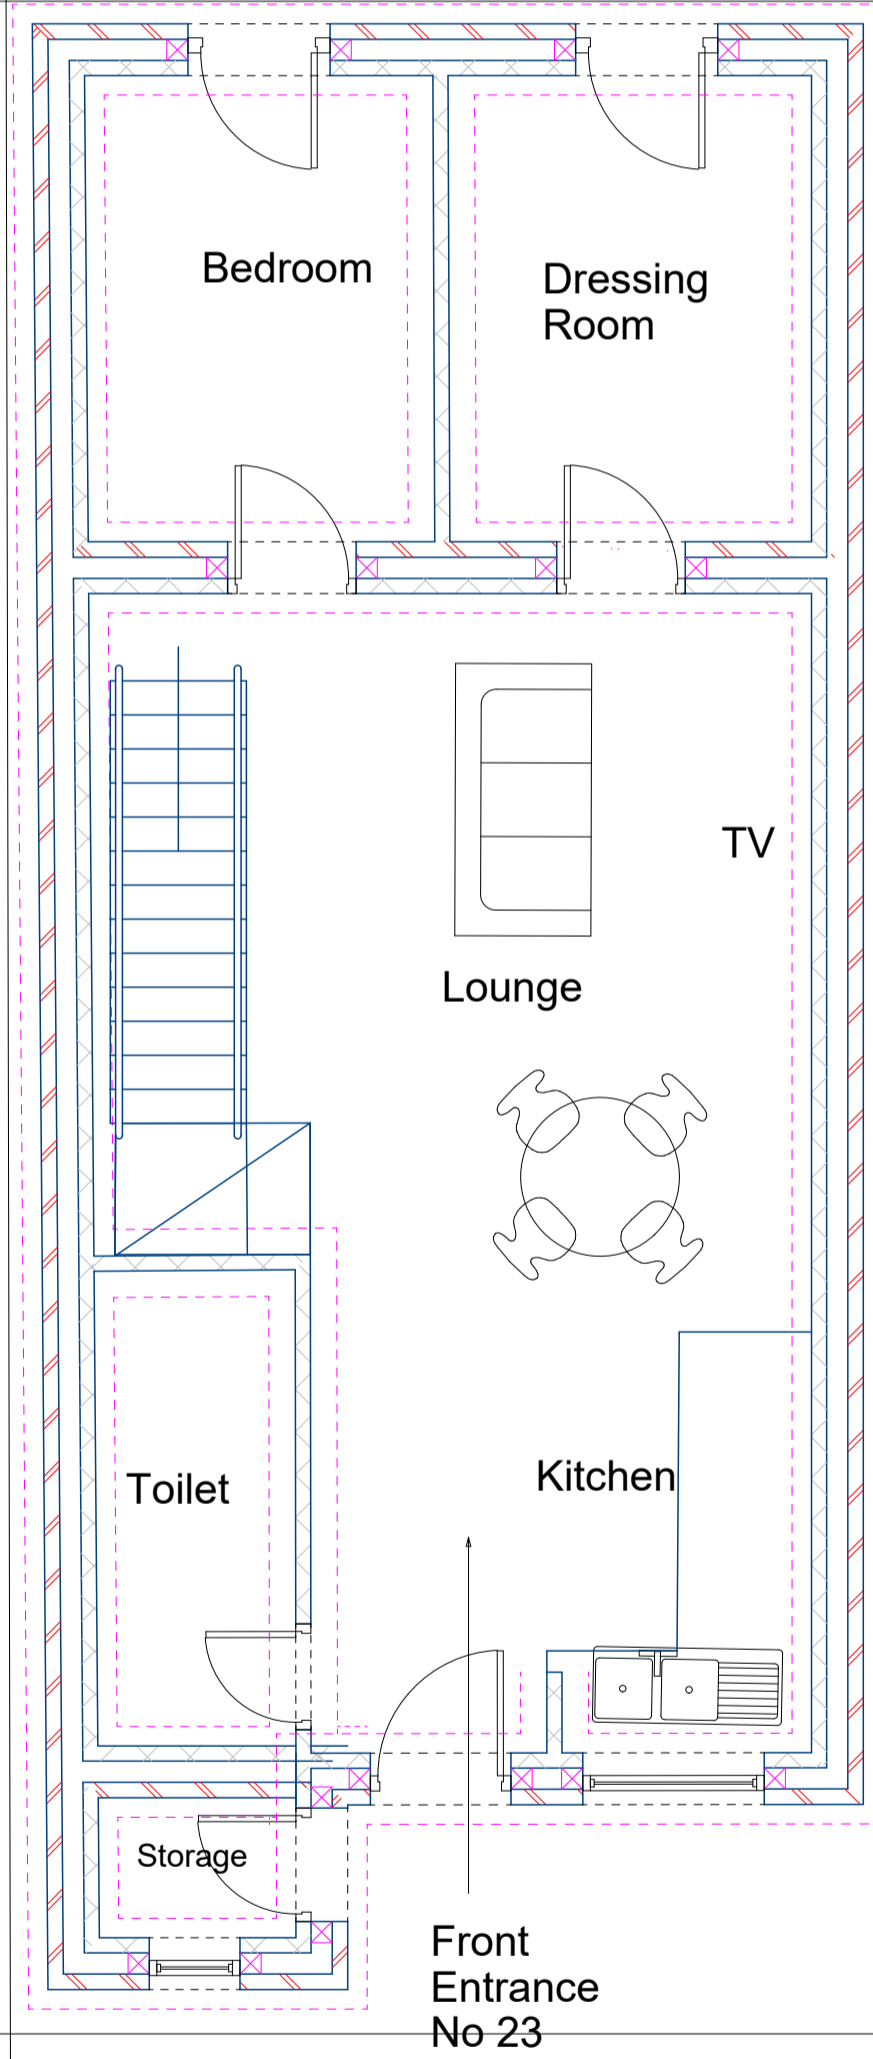 Bedroom
Dressing
Room
TV
Lounge
Kitchen
Toilet
Storage
Front
Entrance
No 23